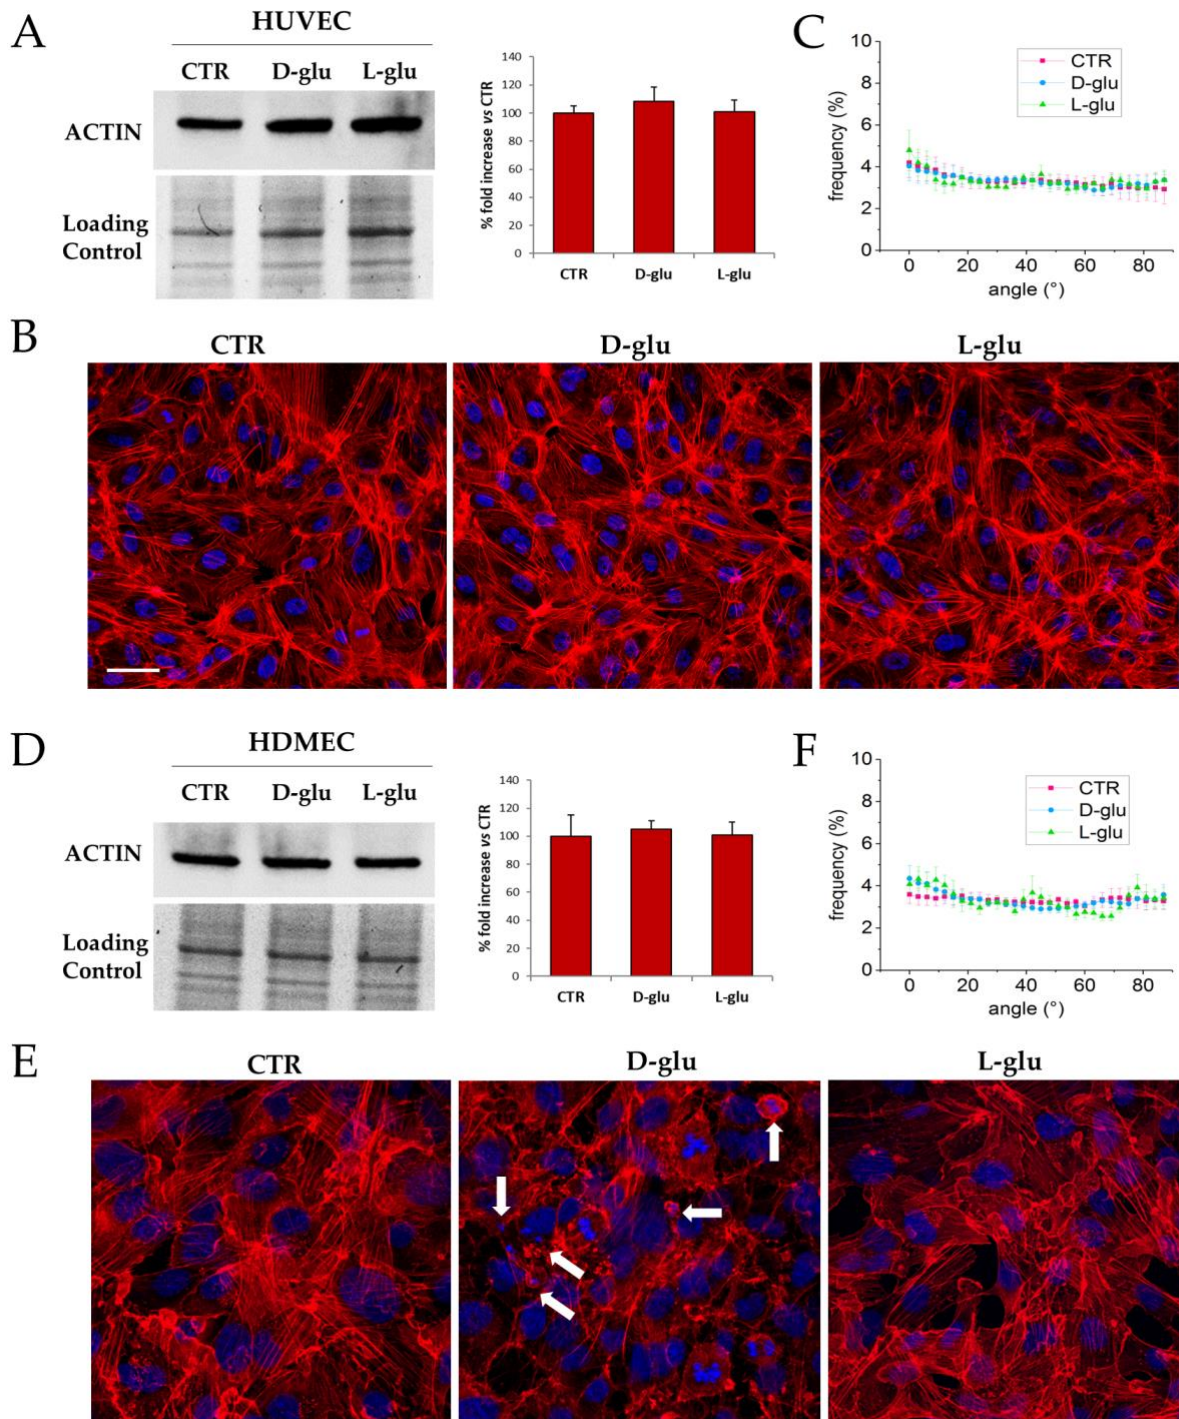 A
HUVEC
CTR D-glu L-glu
ACTIN
Loading
Control
% fold increase vs CTR
140
120
100
80
60
40
20
0
CTR D-glu L-glu
C
CTR
D-glu
L-glu
frequency (%)
10
8
6
4
2
0
0 20 40 60 80
angle (°)
B
CTR D-glu L-glu
D
HDMEC
CTR D-glu L-glu
ACTIN
Loading
Control
% fold increase vs CTR
140
120
100
80
60
40
20
0
CTR D-glu L-glu
F
CTR
D-glu
L-glu
frequency (%)
10
8
6
4
2
0
0 20 40 60 80
angle (°)
E
CTR D-glu L-glu